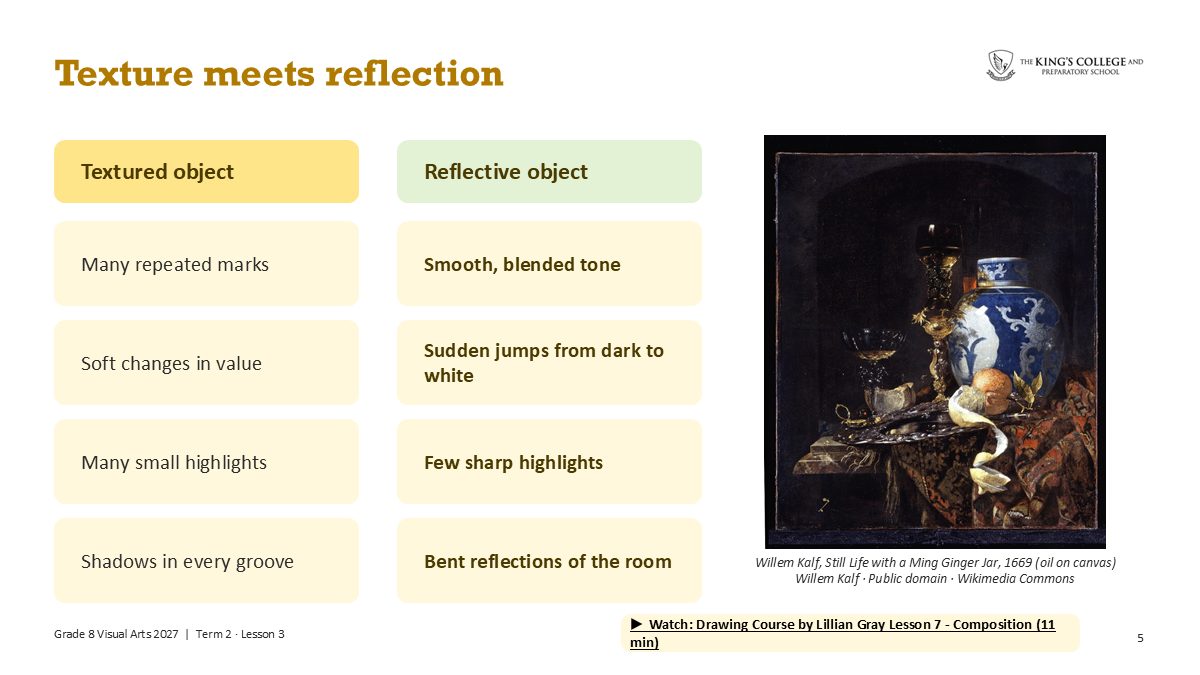 Texture meets reflection
THE KING'S COLLEGE AND
PREPARATORY SCHOOL
Textured object
Reflective object
Many repeated marks
Smooth, blended tone
Soft changes in value
Sudden jumps from dark to
white
Many small highlights
Few sharp highlights
Shadows in every groove
Bent reflections of the room
Willem Kalf, Still Life with a Ming Ginger Jar, 1669 (oil on canvas)
Willem Kalf · Public domain · Wikimedia Commons
Grade 8 Visual Arts 2027 | Term 2 · Lesson 3
▶ Watch: Drawing Course by Lillian Gray Lesson 7 - Composition (11
min)
5